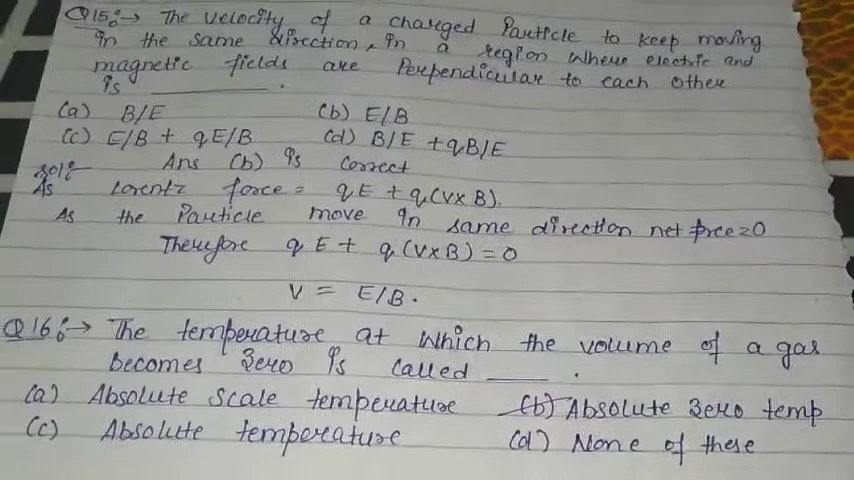 Q15:→ The velocity of a charged Particle to keep moving
in the same direction, in a region where electric and
magnetic fields are Perpendicular to each other
is __________.
(a) B/E (b) E/B
(c) E/B + qE/B (d) B/E + qB/E
Ans (b) is correct
sol:-
As Lorentz force = qE + q(V×B).
As the Particle move in same direction net force=0
Therefore qE + q(V×B) = 0
V = E/B.
Q16:→ The temperature at which the volume of a gas
becomes zero is called _____.
(a) Absolute scale temperature (b) Absolute zero temp
(c) Absolute temperature (d) None of these